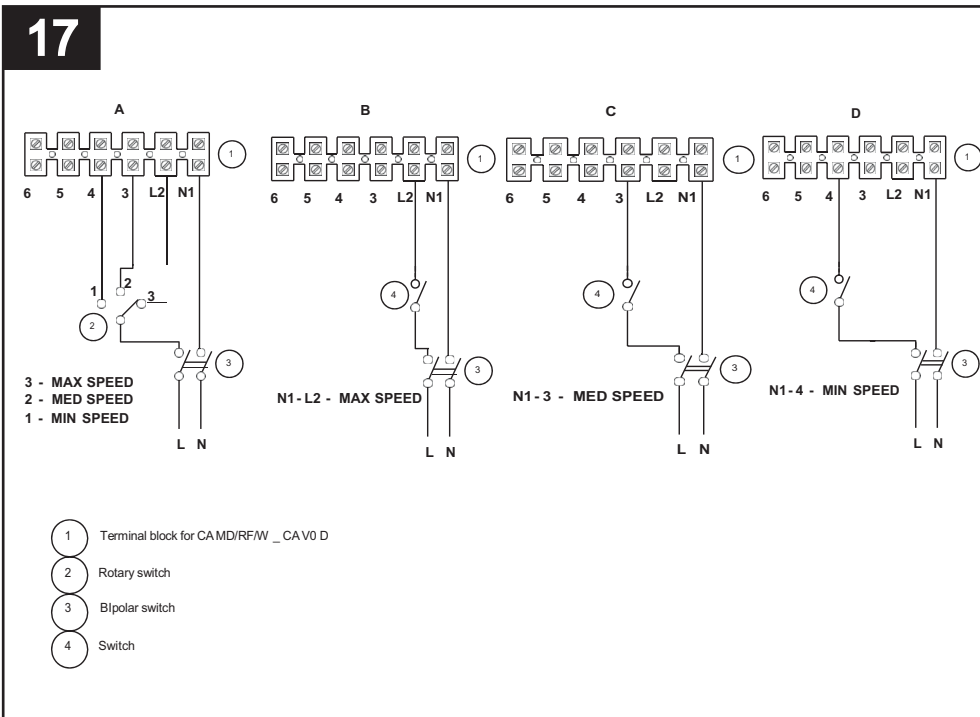 17
A
1
6 5 4 3 L2 N1
1 2 3
2
3
3 - MAX SPEED
2 - MED SPEED
1 - MIN SPEED
L N
B
1
6 5 4 3 L2 N1
4
3
N1-L2 - MAX SPEED
L N
C
1
6 5 4 3 L2 N1
4
3
N1-3 - MED SPEED
L N
D
1
6 5 4 3 L2 N1
4
3
N1-4 - MIN SPEED
L N
1 Terminal block for CA MD/RF/W _ CA V0 D
2 Rotary switch
3 BIpolar switch
4 Switch